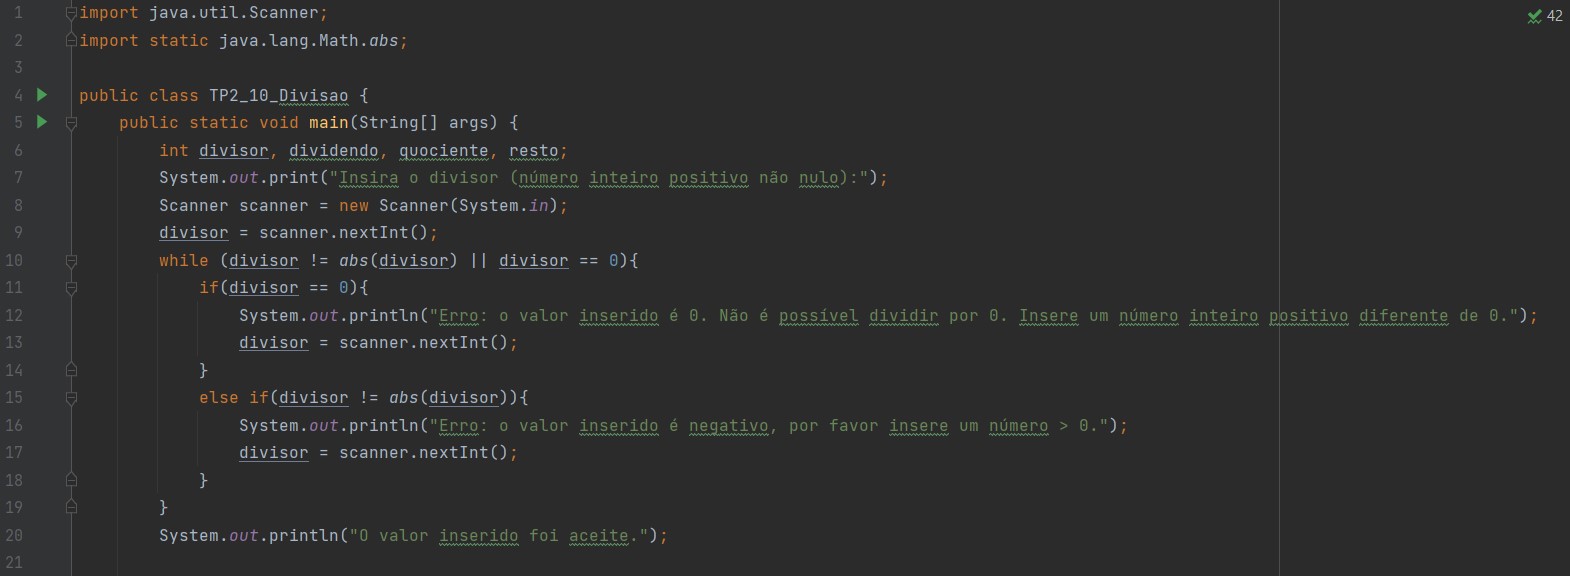 1 import java.util.Scanner;
42
2 import static java.lang.Math.abs;
3
4 public class TP2_10_Divisao {
5 public static void main(String[] args) {
6 int divisor, dividendo, quociente, resto;
7 System.out.print("Insira o divisor (número inteiro positivo não nulo):");
8 Scanner scanner = new Scanner(System.in);
9 divisor = scanner.nextInt();
10 while (divisor != abs(divisor) || divisor == 0){
11 if(divisor == 0){
12 System.out.println("Erro: o valor inserido é 0. Não é possível dividir por 0. Insere um número inteiro positivo diferente de 0.");
13 divisor = scanner.nextInt();
14 }
15 else if(divisor != abs(divisor)){
16 System.out.println("Erro: o valor inserido é negativo, por favor insere um número > 0.");
17 divisor = scanner.nextInt();
18 }
19 }
20 System.out.println("O valor inserido foi aceite.");
21